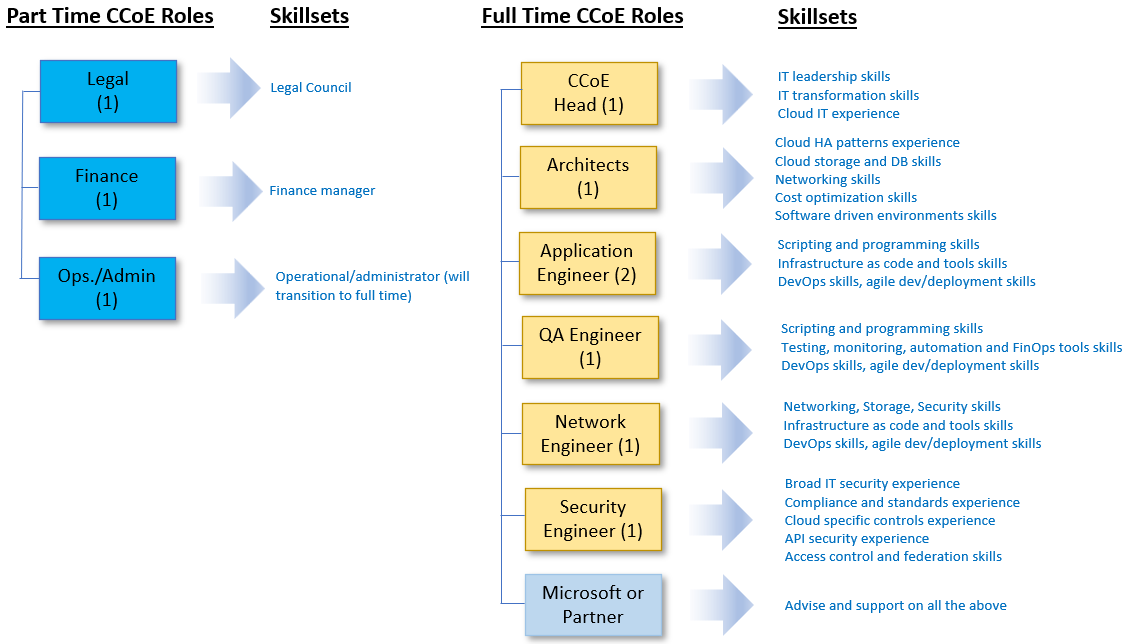 Part Time CCoE Roles
Skillsets
Legal
(1)
Legal Council
Finance
(1)
Finance manager
Ops./Admin
(1)
Operational/administrator (will
transition to full time)
Full Time CCoE Roles
Skillsets
CCoE
Head (1)
IT leadership skills
IT transformation skills
Cloud IT experience
Architects
(1)
Cloud HA patterns experience
Cloud storage and DB skills
Networking skills
Cost optimization skills
Software driven environments skills
Application
Engineer (2)
Scripting and programming skills
Infrastructure as code and tools skills
DevOps skills, agile dev/deployment skills
QA Engineer
(1)
Scripting and programming skills
Testing, monitoring, automation and FinOps tools skills
DevOps skills, agile dev/deployment skills
Network
Engineer (1)
Networking, Storage, Security skills
Infrastructure as code and tools skills
DevOps skills, agile dev/deployment skills
Security
Engineer (1)
Broad IT security experience
Compliance and standards experience
Cloud specific controls experience
API security experience
Access control and federation skills
Microsoft or
Partner
Advise and support on all the above